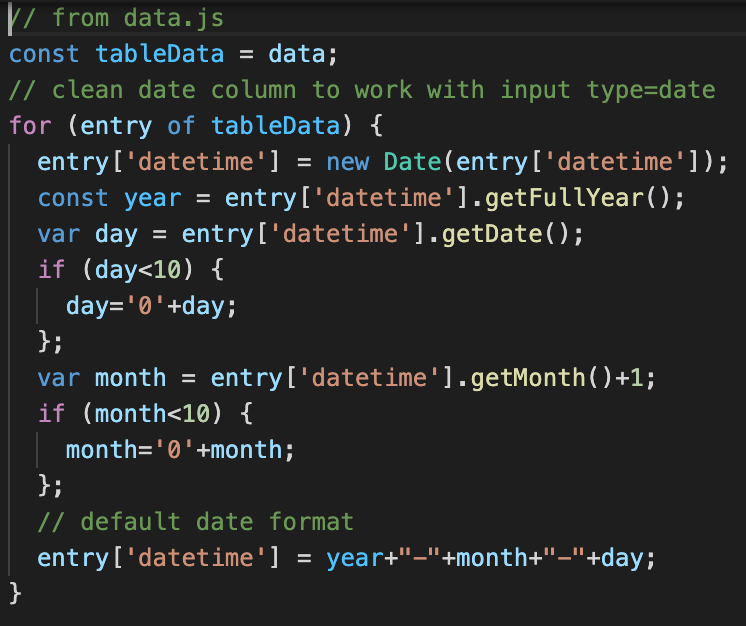 // from data.js
const tableData = data;
// clean date column to work with input type=date
for (entry of tableData) {
  entry['datetime'] = new Date(entry['datetime']);
  const year = entry['datetime'].getFullYear();
  var day = entry['datetime'].getDate();
  if (day<10) {
    day='0'+day;
  };
  var month = entry['datetime'].getMonth()+1;
  if (month<10) {
    month='0'+month;
  };
  // default date format
  entry['datetime'] = year+"-"+month+"-"+day;
}